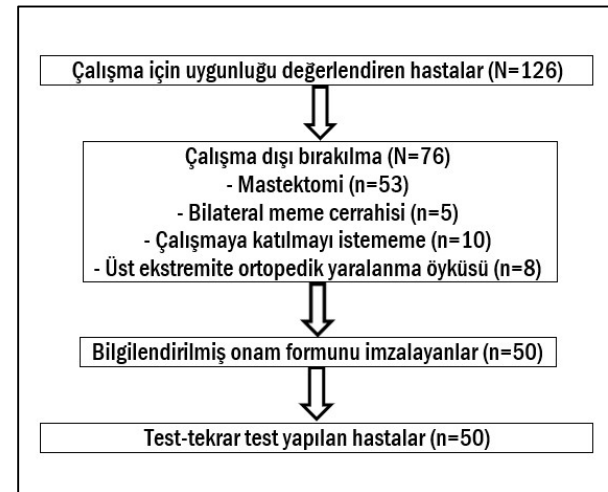 Çalışma için uygunluğu değerlendiren hastalar (N=126)
Çalışma dışı bırakılma (N=76)
- Mastektomi (n=53)
- Bilateral meme cerrahisi (n=5)
- Çalışmaya katılmayı istememe (n=10)
- Üst ekstremite ortopedik yaralanma öyküsü (n=8)
Bilgilendirilmiş onam formunu imzalayanlar (n=50)
Test-tekrar test yapılan hastalar (n=50)